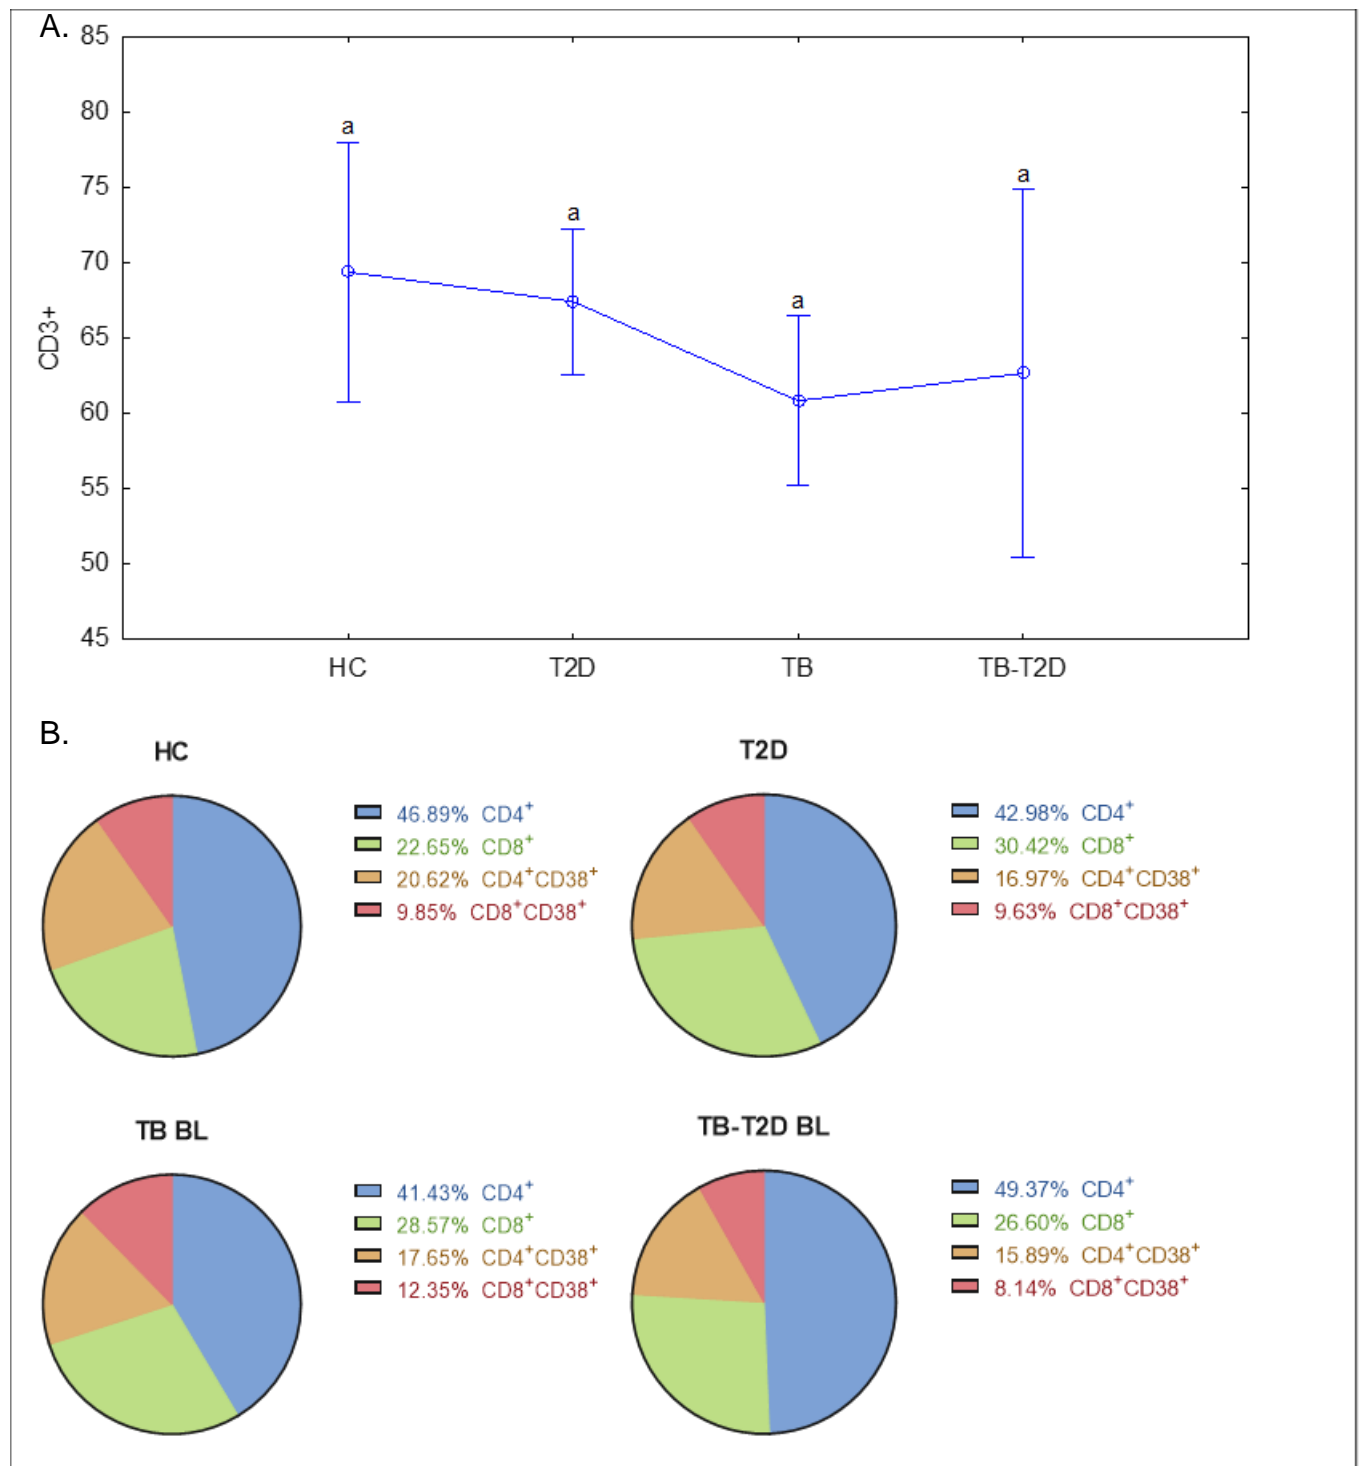 A.
85
80
75
70
65
60
55
50
45
CD3+
a
a
a
a
HC T2D TB TB-T2D
B.
HC
46.89% CD4⁺
22.65% CD8⁺
20.62% CD4⁺CD38⁺
9.85% CD8⁺CD38⁺
T2D
42.98% CD4⁺
30.42% CD8⁺
16.97% CD4⁺CD38⁺
9.63% CD8⁺CD38⁺
TB BL
41.43% CD4⁺
28.57% CD8⁺
17.65% CD4⁺CD38⁺
12.35% CD8⁺CD38⁺
TB-T2D BL
49.37% CD4⁺
26.60% CD8⁺
15.89% CD4⁺CD38⁺
8.14% CD8⁺CD38⁺